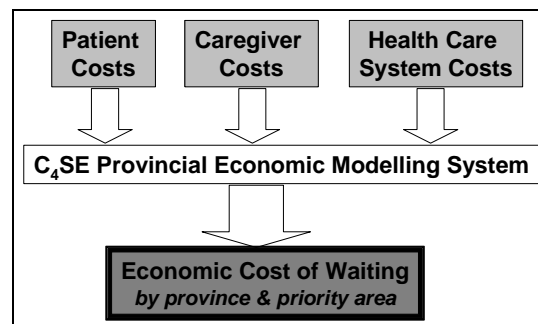 Patient
Costs
Caregiver
Costs
Health Care
System Costs
C₄SE Provincial Economic Modelling System
Economic Cost of Waiting
by province & priority area